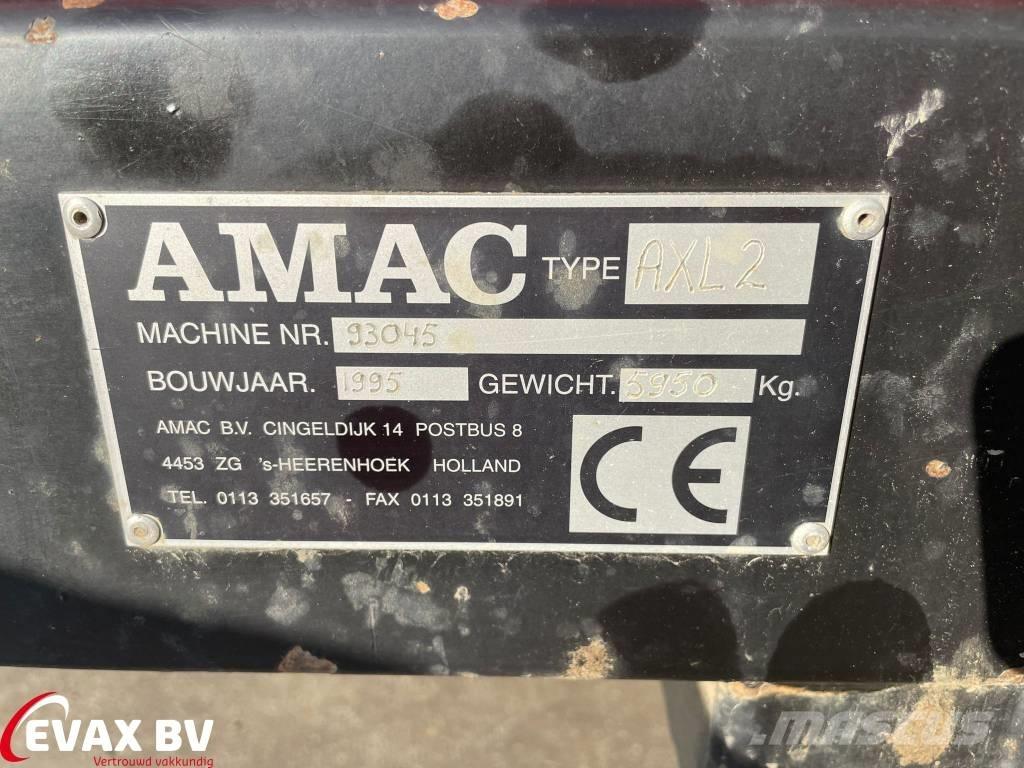 AMAC TYPE AXL2
MACHINE NR. 93045
BOUWJAAR. 1995 GEWICHT. 5950 Kg.
AMAC B.V. CINGELDIJK 14 POSTBUS 8
4453 ZG 's-HEERENHOEK HOLLAND
TEL. 0113 351657 - FAX 0113 351891
CE
EVAX BV
Vertrouwd vakkundig
MASCUS